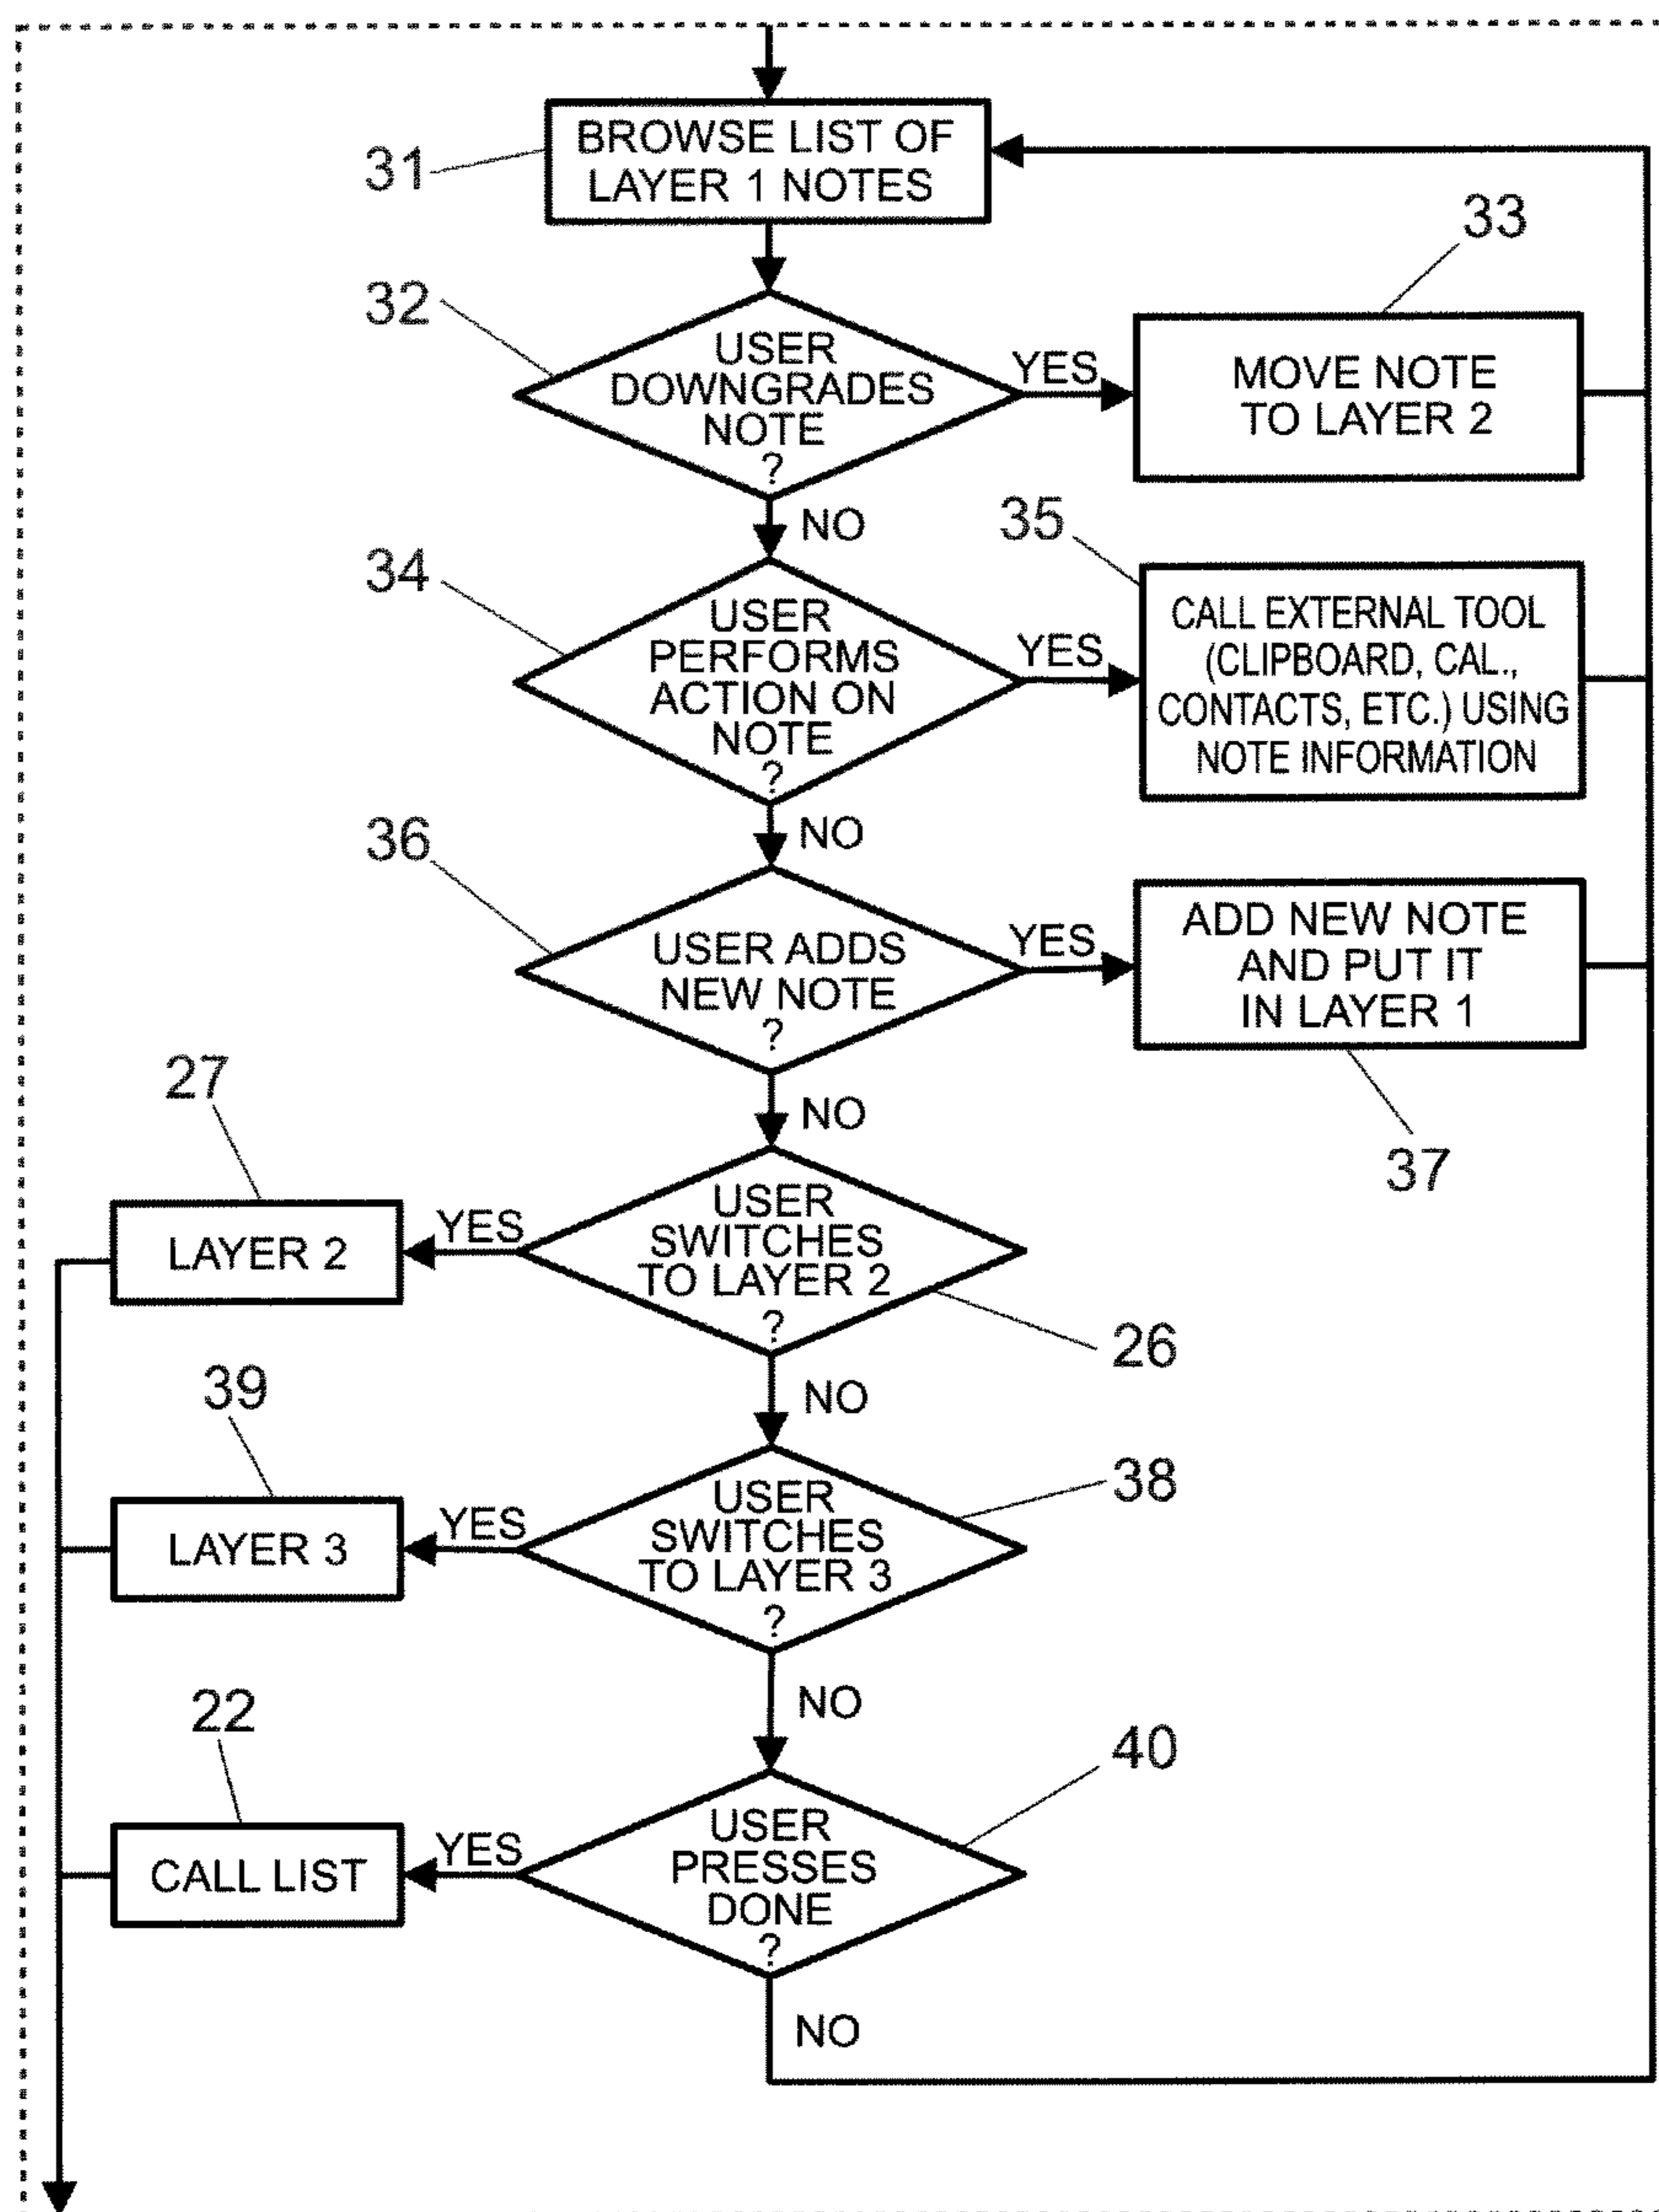 31
BROWSE LIST OF
LAYER 1 NOTES
33
32
USER
DOWNGRADES
NOTE
?
YES
MOVE NOTE
TO LAYER 2
NO
35
34
USER
PERFORMS
ACTION ON
NOTE
?
YES
CALL EXTERNAL TOOL
(CLIPBOARD, CAL.,
CONTACTS, ETC.) USING
NOTE INFORMATION
NO
36
USER ADDS
NEW NOTE
?
YES
ADD NEW NOTE
AND PUT IT
IN LAYER 1
37
NO
27
LAYER 2
YES
USER
SWITCHES
TO LAYER 2
?
26
NO
39
LAYER 3
YES
USER
SWITCHES
TO LAYER 3
?
38
NO
22
CALL LIST
YES
USER
PRESSES
DONE
?
40
NO